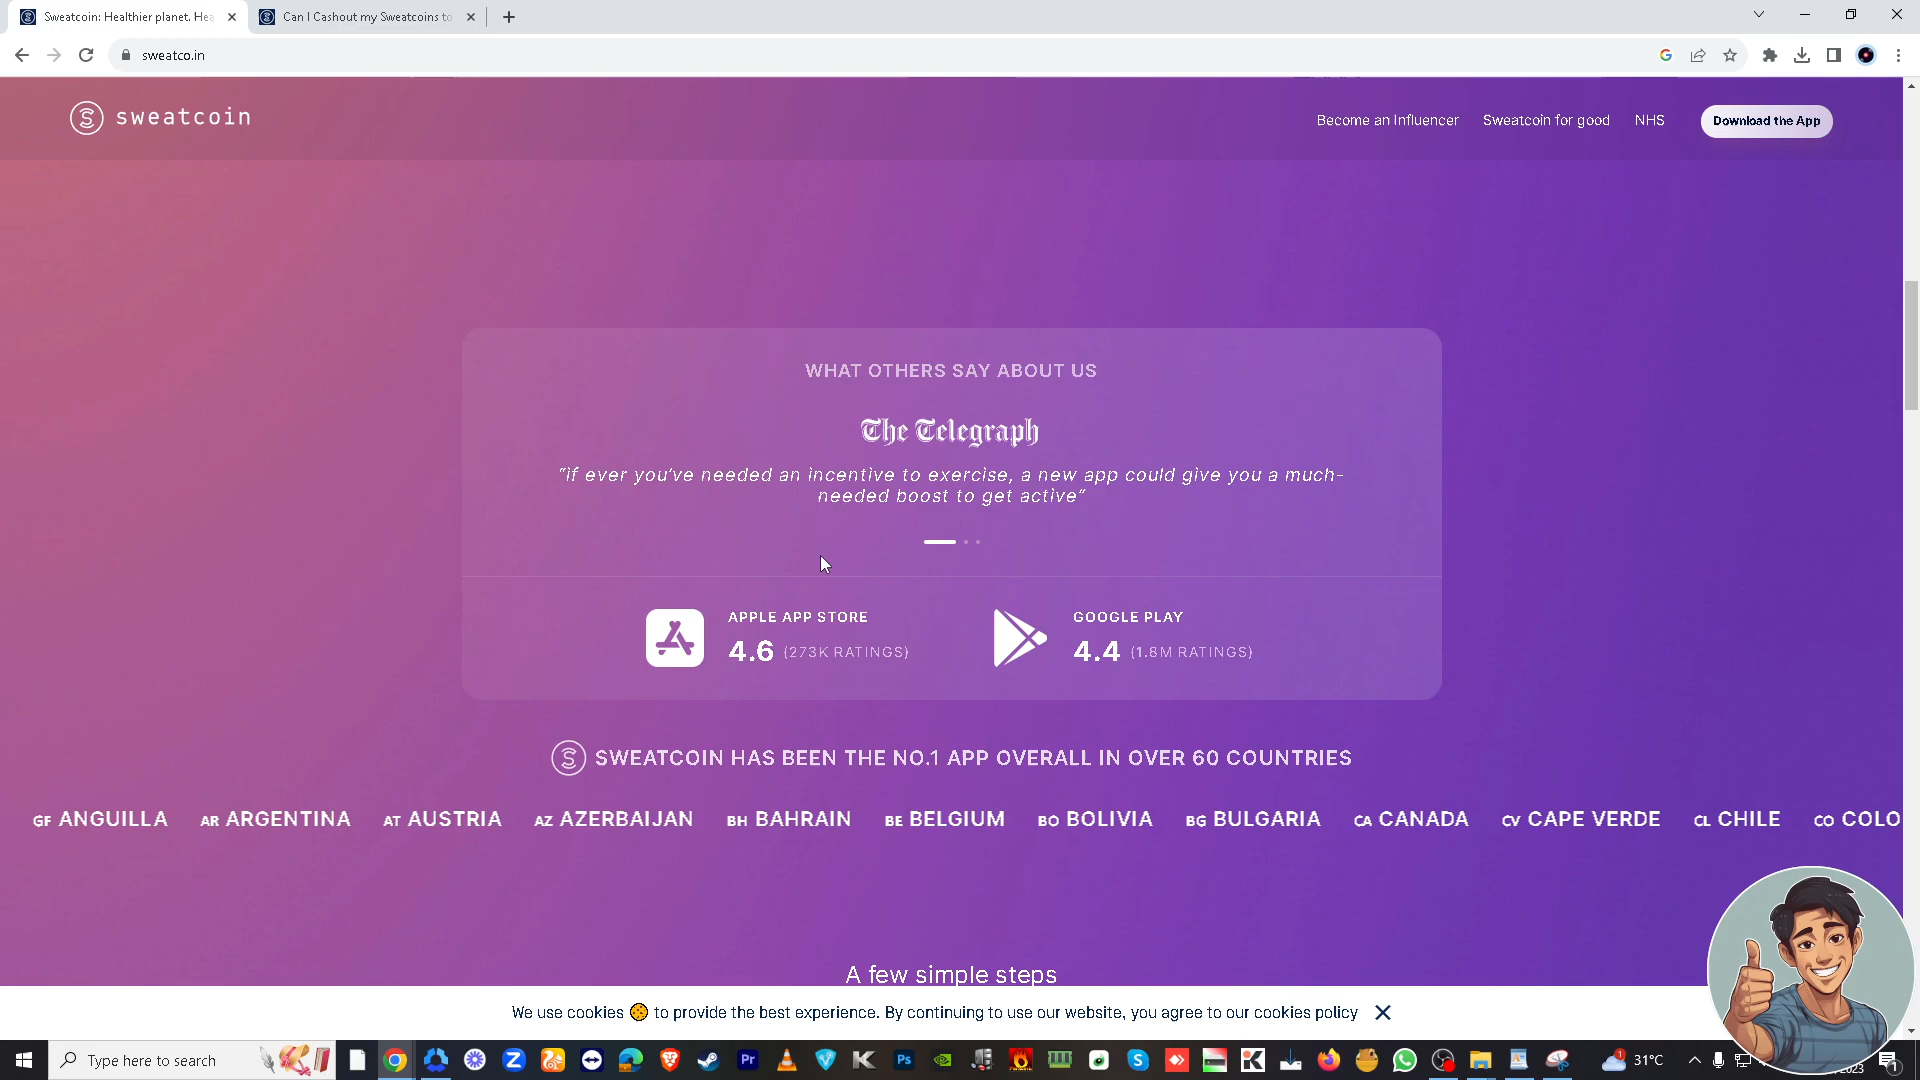 Sweatcoin: Healthier planet. Hea
Can I Cashout my Sweatcoins to
sweatco.in
sweatcoin
Become an Influencer
Sweatcoin for good
NHS
Download the App
WHAT OTHERS SAY ABOUT US
The Telegraph
“if ever you’ve needed an incentive to exercise, a new app could give you a much-
needed boost to get active”
APPLE APP STORE
4.6 (273K RATINGS)
GOOGLE PLAY
4.4 (1.8M RATINGS)
SWEATCOIN HAS BEEN THE NO.1 APP OVERALL IN OVER 60 COUNTRIES
GF ANGUILLA AR ARGENTINA AT AUSTRIA AZ AZERBAIJAN BH BAHRAIN BE BELGIUM BO BOLIVIA BG BULGARIA CA CANADA CV CAPE VERDE CL CHILE CO COLO
A few simple steps
We use cookies 🍪 to provide the best experience. By continuing to use our website, you agree to our cookies policy
Type here to search
31°C